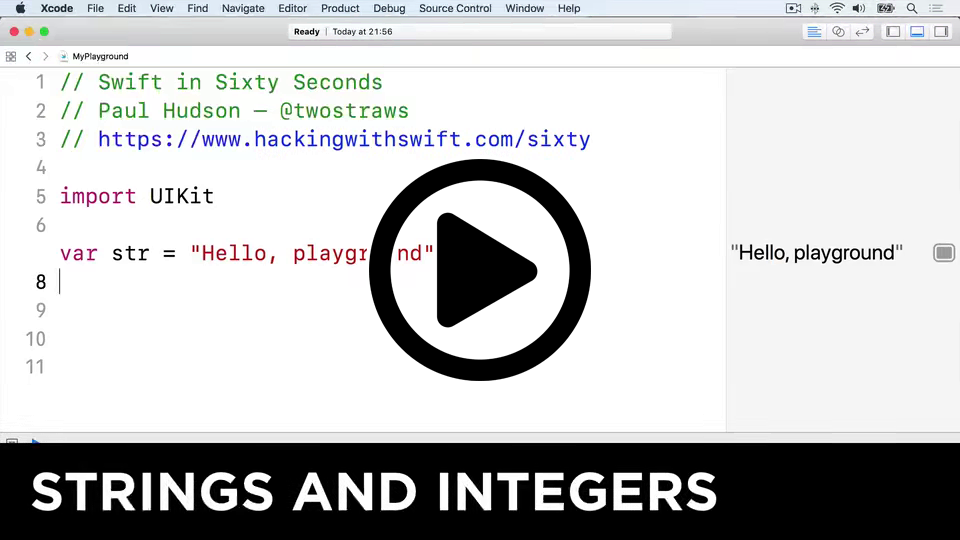 Xcode File Edit View Find Navigate Editor Product Debug Source Control Window Help
Ready | Today at 21:56
MyPlayground
1 // Swift in Sixty Seconds
2 // Paul Hudson — @twostraws
3 // https://www.hackingwithswift.com/sixty
4
5 import UIKit
6
var str = "Hello, playgr nd" "Hello, playground"
8
9
10
11
STRINGS AND INTEGERS